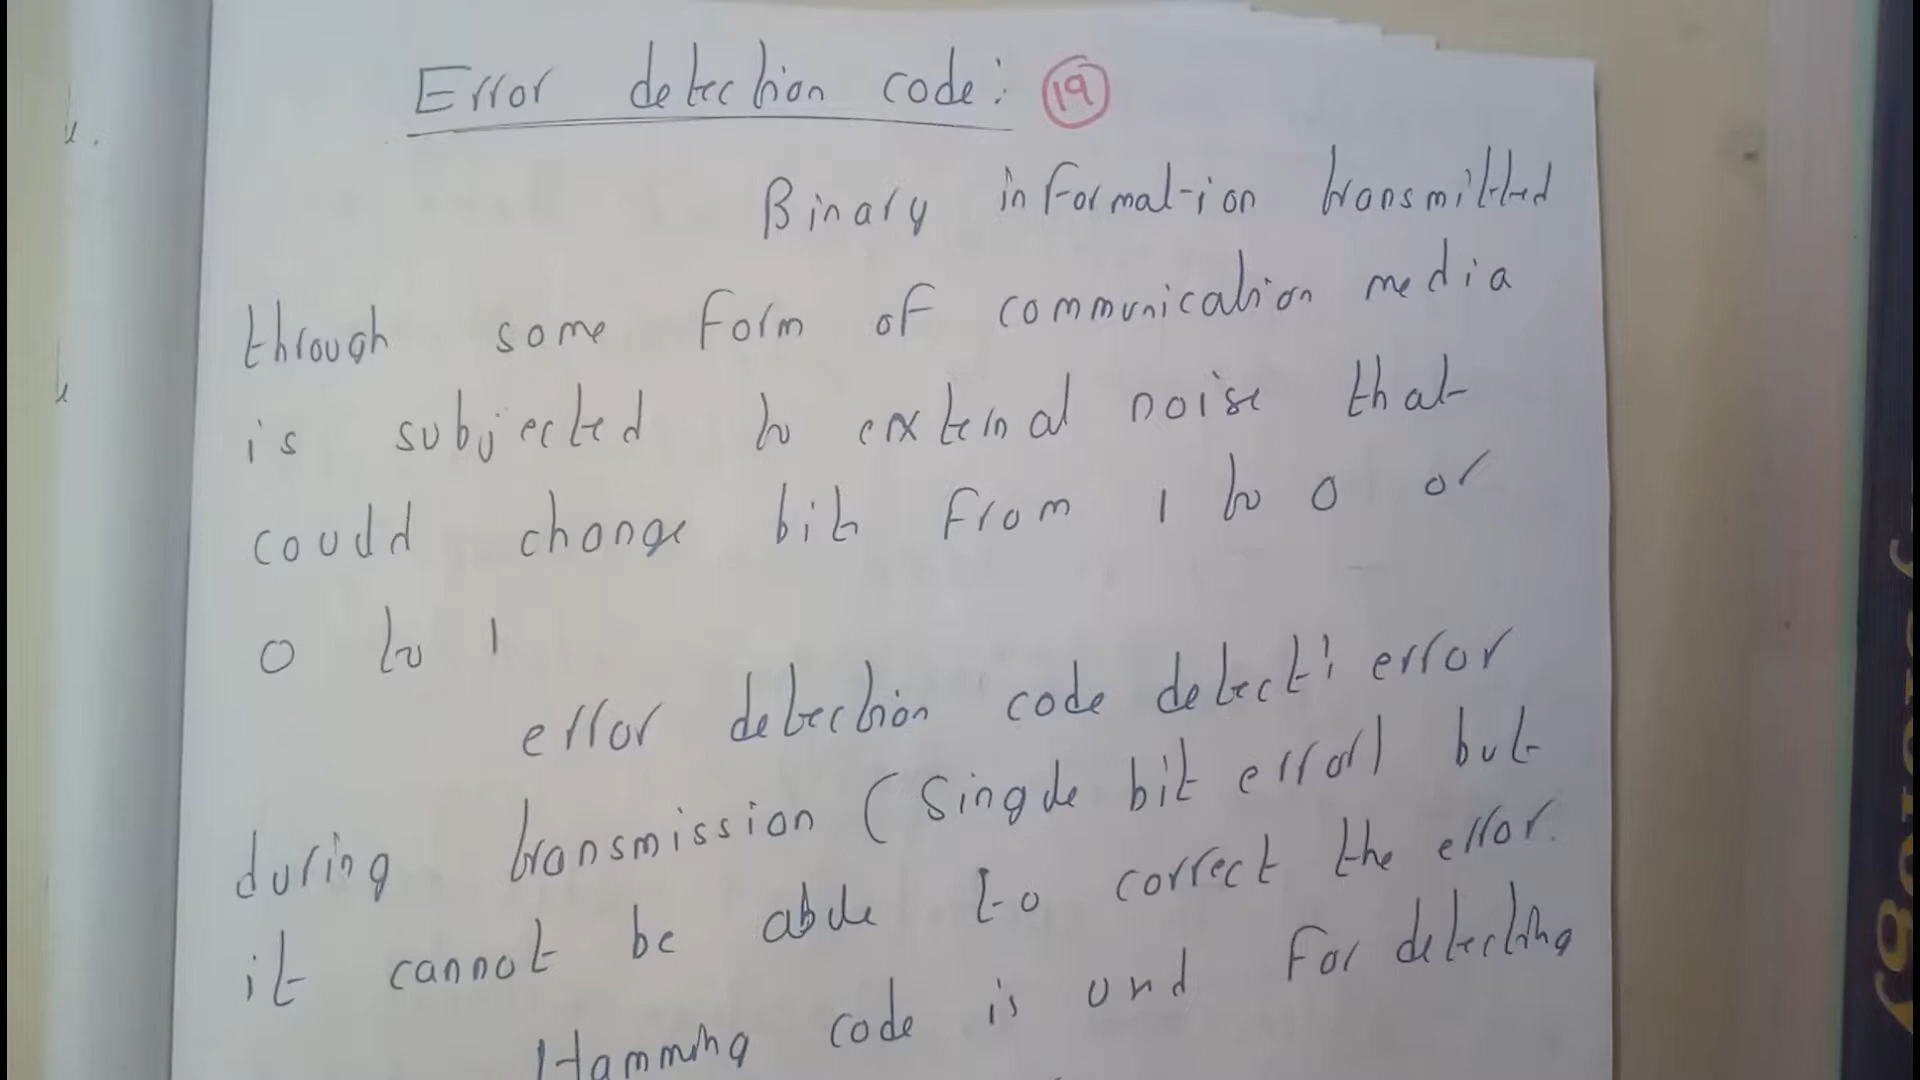 Error detection code: 19
Binary information transmitted
through some form of communication media
is subjected to external noise that
could change bit from 1 to 0 or
0 to 1
error detection code detect's error
during transmission (Single bit error) but
it cannot be able to correct the error.
Hamming code is used for detecting